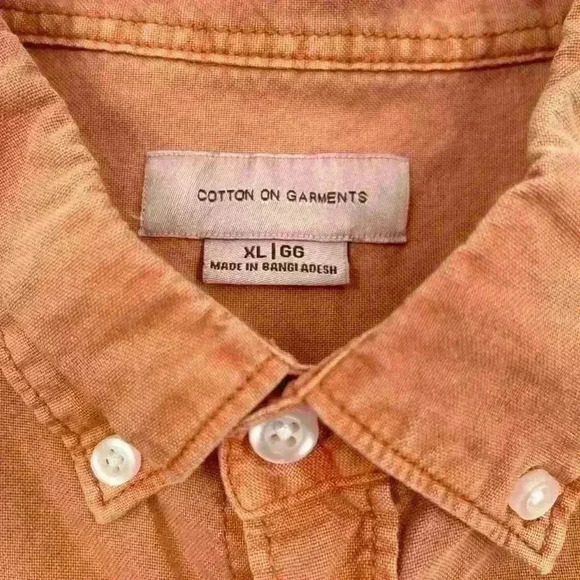 COTTON ON GARMENTS
XL|GG
MADE IN BANGLADESH